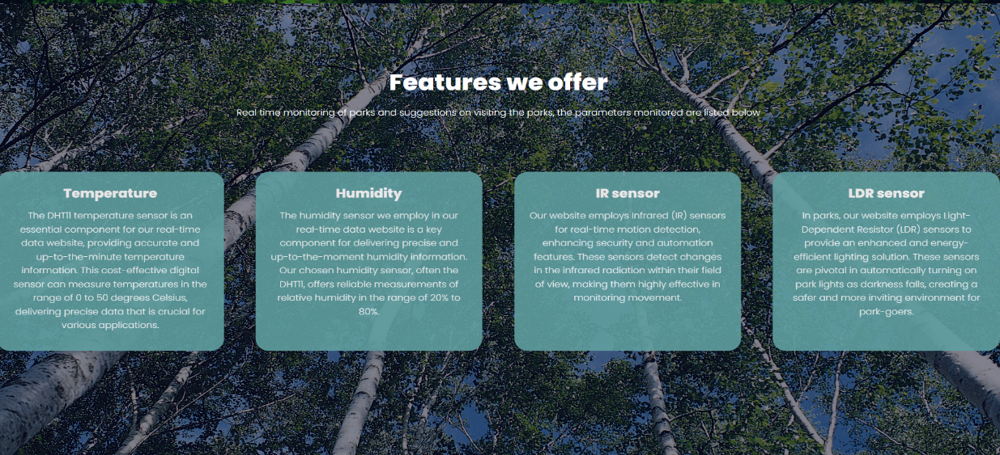 Features we offer
Real time monitoring of parks and suggestions on visiting the parks, the parameters monitored are listed below
Temperature
The DHT11 temperature sensor is an
essential component for our real-time
data website, providing accurate and
up-to-the-minute temperature
information. This cost-effective digital
sensor can measure temperatures in the
range of 0 to 50 degrees Celsius,
delivering precise data that is crucial for
various applications.
Humidity
The humidity sensor we employ in our
real-time data website is a key
component for delivering precise and
up-to-the-moment humidity information.
Our chosen humidity sensor, often the
DHT11, offers reliable measurements of
relative humidity in the range of 20% to
80%.
IR sensor
Our website employs Infrared (IR) sensors
for real-time motion detection,
enhancing security and automation
features. These sensors detect changes
in the infrared radiation within their field
of view, making them highly effective in
monitoring movement.
LDR sensor
In parks, our website employs Light-
Dependent Resistor (LDR) sensors to
provide an enhanced and energy-
efficient lighting solution. These sensors
are pivotal in automatically turning on
park lights as darkness falls, creating a
safer and more inviting environment for
park-goers.